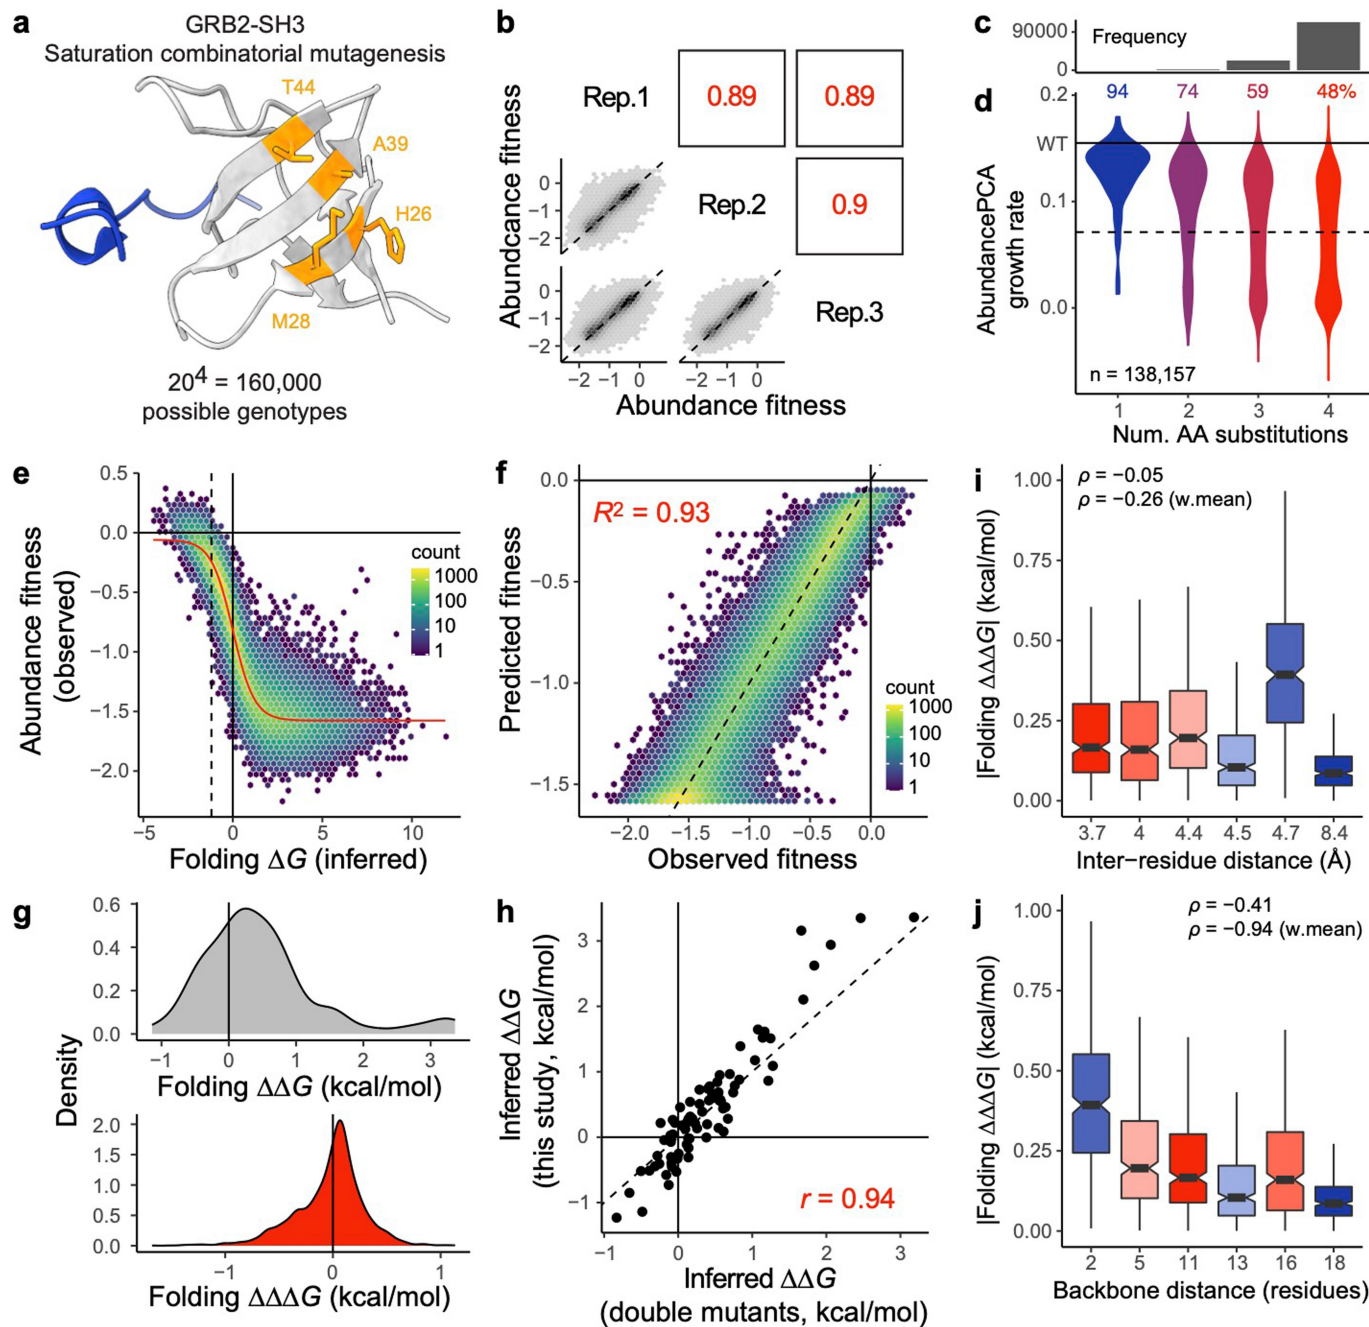 a
GRB2-SH3
Saturation combinatorial mutagenesis
T44
A39
H26
M28
20⁴ = 160,000
possible genotypes
b
Abundcance fitness
Rep.1
0.89
0.89
Rep.2
0.9
Rep.3
0
−1
−2
0
−1
−2
−2 −1 0
−2 −1 0
Abundance fitness
c
90000
0
Frequency
d
94 74 59 48%
0.2
WT
0.1
0.0
AbundancePCA
growth rate
n = 138,157
1 2 3 4
Num. AA substitutions
e
Abundance fitness
(observed)
0.5
0.0
−0.5
−1.0
−1.5
−2.0
count
1000
100
10
1
−5 0 5 10
Folding ΔG (inferred)
f
Predicted fitness
0.0
−0.5
−1.0
−1.5
R² = 0.93
count
1000
100
10
1
−2.0 −1.5 −1.0 −0.5 0.0
Observed fitness
i
ρ = −0.05
ρ = −0.26 (w.mean)
|Folding ΔΔΔG| (kcal/mol)
1.00
0.75
0.50
0.25
0.00
3.7 4 4.4 4.5 4.7 8.4
Inter−residue distance (Å)
g
Density
0.6
0.4
0.2
0.0
−1 0 1 2 3
Folding ΔΔG (kcal/mol)
2.0
1.5
1.0
0.5
0.0
−1 0 1
Folding ΔΔΔG (kcal/mol)
h
Inferred ΔΔG
(this study, kcal/mol)
3
2
1
0
−1
r = 0.94
−1 0 1 2 3
Inferred ΔΔG
(double mutants, kcal/mol)
j
ρ = −0.41
ρ = −0.94 (w.mean)
|Folding ΔΔΔG| (kcal/mol)
1.00
0.75
0.50
0.25
0.00
2 5 11 13 16 18
Backbone distance (residues)